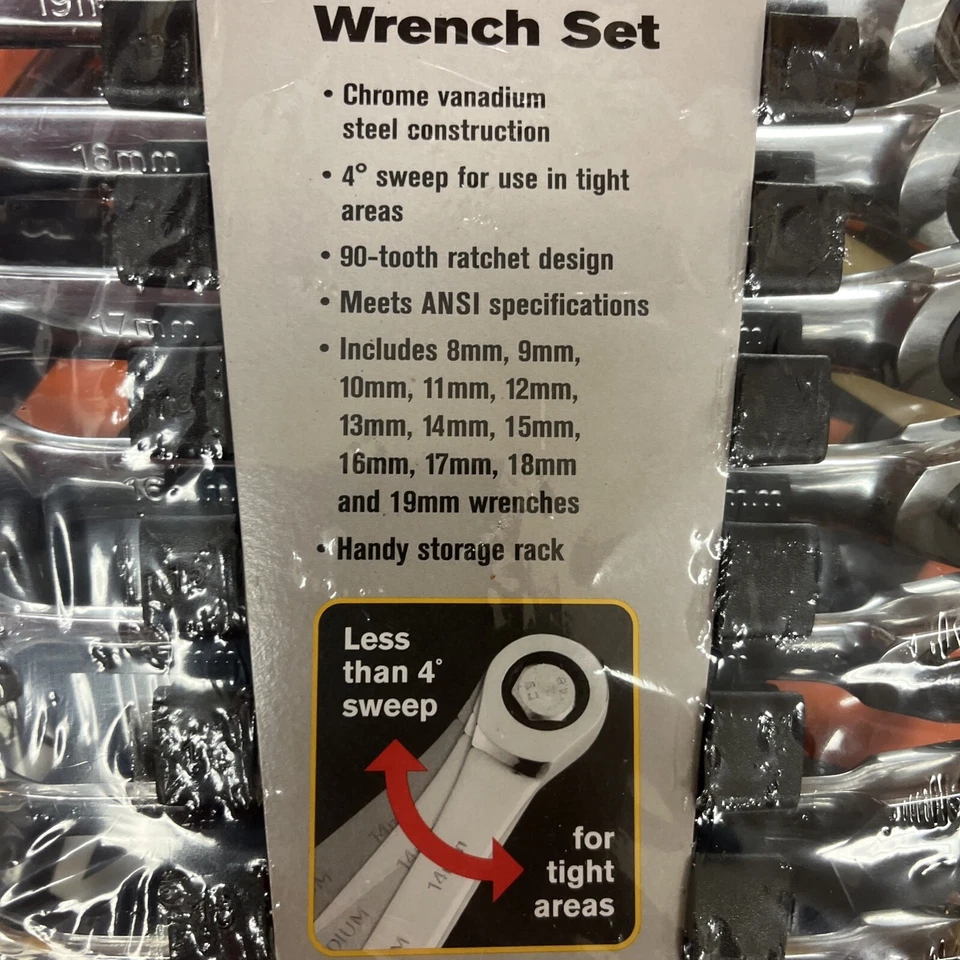 19m
Wrench Set
• Chrome vanadium
steel construction
18mm
• 4° sweep for use in tight
areas
• 90-tooth ratchet design
17mm
• Meets ANSI specifications
• Includes 8mm, 9mm,
10mm, 11mm, 12mm,
13mm, 14mm, 15mm,
16mm, 17mm, 18mm
and 19mm wrenches
• Handy storage rack
Less
than 4°
sweep
for
tight
areas